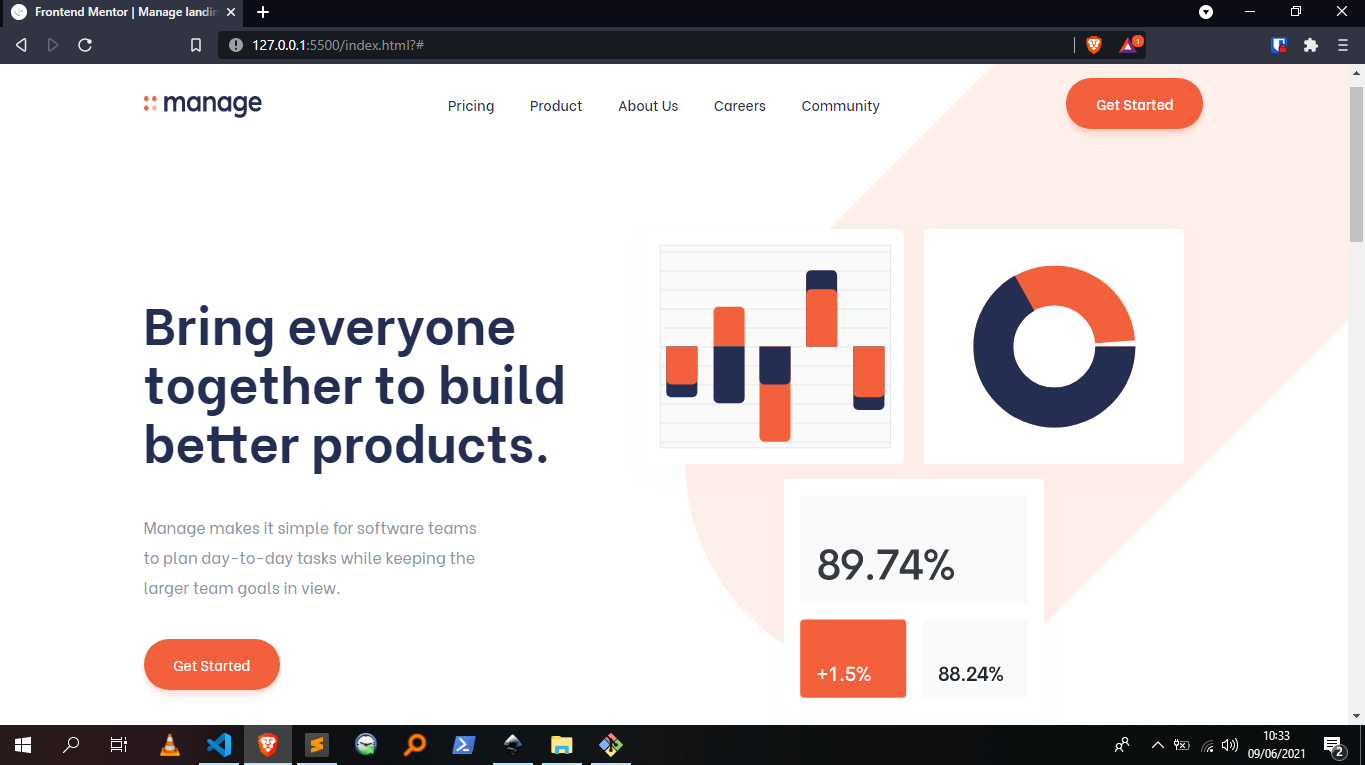 Frontend Mentor | Manage landin
127.0.0.1:5500/index.html?#
1
manage
Pricing
Product
About Us
Careers
Community
Get Started
Bring everyone
together to build
better products.
Manage makes it simple for software teams
to plan day-to-day tasks while keeping the
larger team goals in view.
Get Started
89.74%
+1.5%
88.24%
10:33
09/06/2021
2